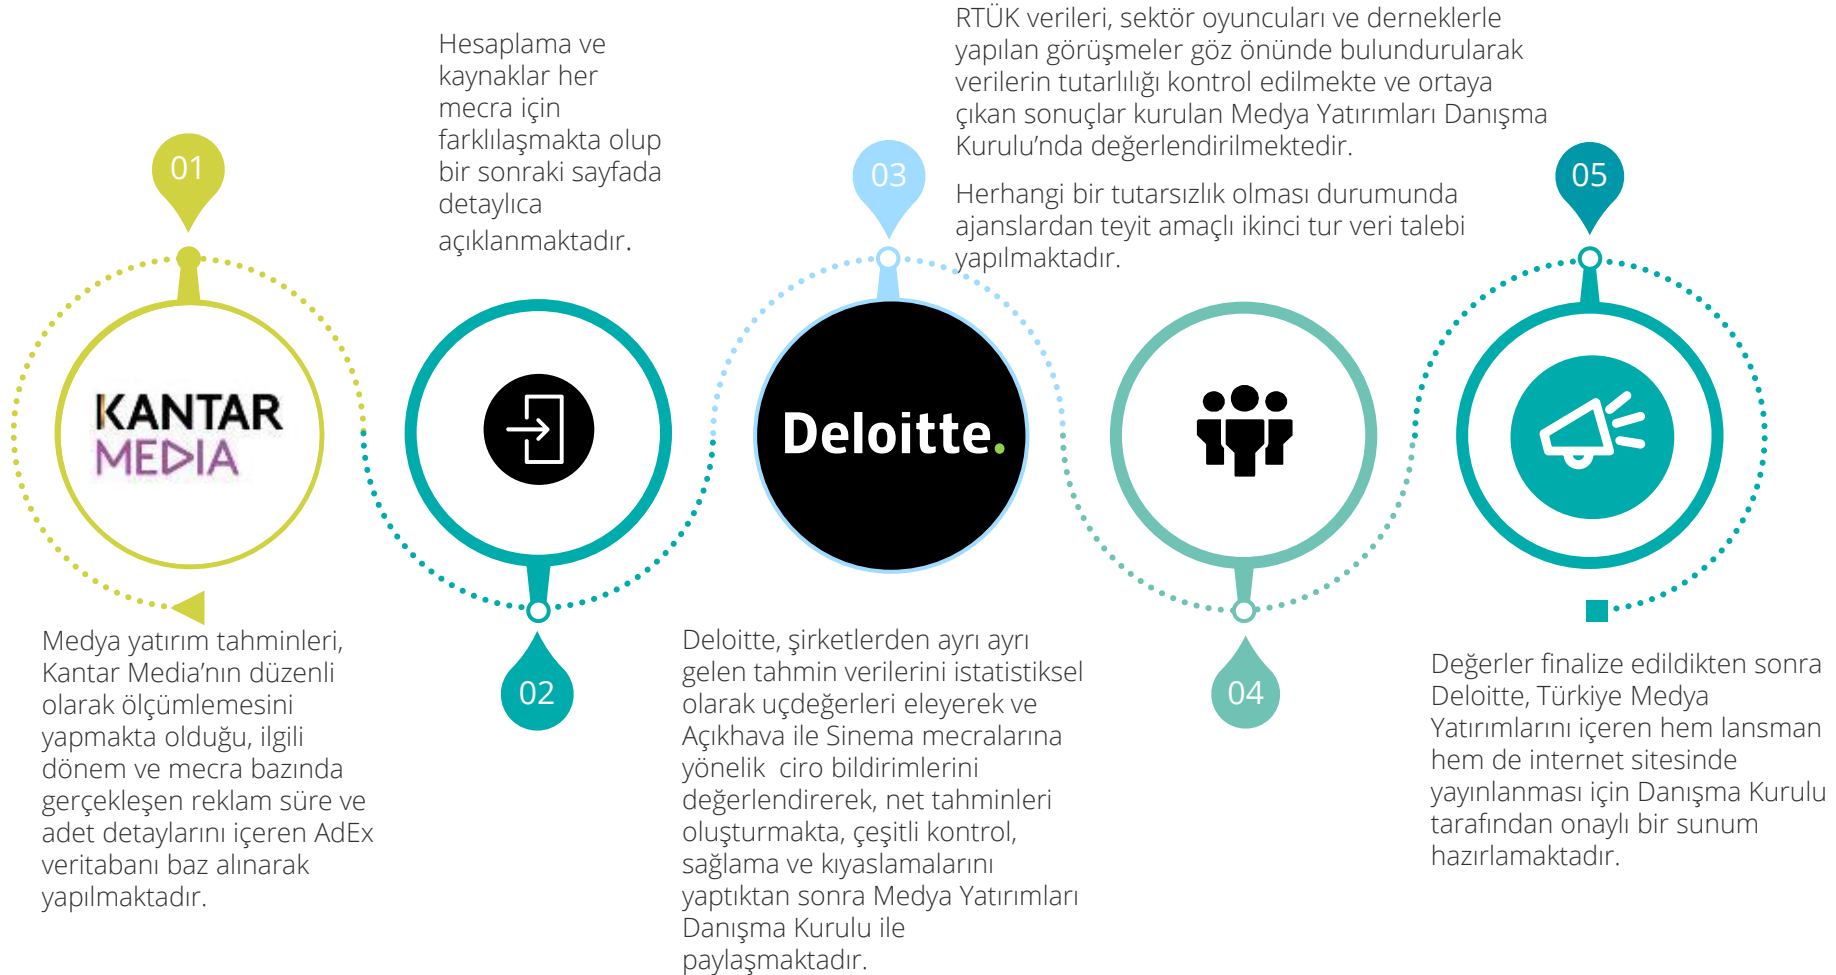 01
KANTAR
MEDIA
Medya yatırım tahminleri,
Kantar Media’nın düzenli
olarak ölçümlemesini
yapmakta olduğu, ilgili
dönem ve mecra bazında
gerçekleşen reklam süre ve
adet detaylarını içeren AdEx
veritabanı baz alınarak
yapılmaktadır.
Hesaplama ve
kaynaklar her
mecra için
farklılaşmakta olup
bir sonraki sayfada
detaylıca
açıklanmaktadır.
02
03
Deloitte.
Deloitte, şirketlerden ayrı ayrı
gelen tahmin verilerini istatistiksel
olarak uçdeğerleri eleyerek ve
Açıkhava ile Sinema mecralarına
yönelik  ciro bildirimlerini
değerlendirerek, net tahminleri
oluşturmakta, çeşitli kontrol,
sağlama ve kıyaslamalarını
yaptıktan sonra Medya Yatırımları
Danışma Kurulu ile
paylaşmaktadır.
RTÜK verileri, sektör oyuncuları ve derneklerle
yapılan görüşmeler göz önünde bulundurularak
verilerin tutarlılığı kontrol edilmekte ve ortaya
çıkan sonuçlar kurulan Medya Yatırımları Danışma
Kurulu’nda değerlendirilmektedir.
Herhangi bir tutarsızlık olması durumunda
ajanslardan teyit amaçlı ikinci tur veri talebi
yapılmaktadır.
04
05
Değerler finalize edildikten sonra
Deloitte, Türkiye Medya
Yatırımlarını içeren hem lansman
hem de internet sitesinde
yayınlanması için Danışma Kurulu
tarafından onaylı bir sunum
hazırlamaktadır.